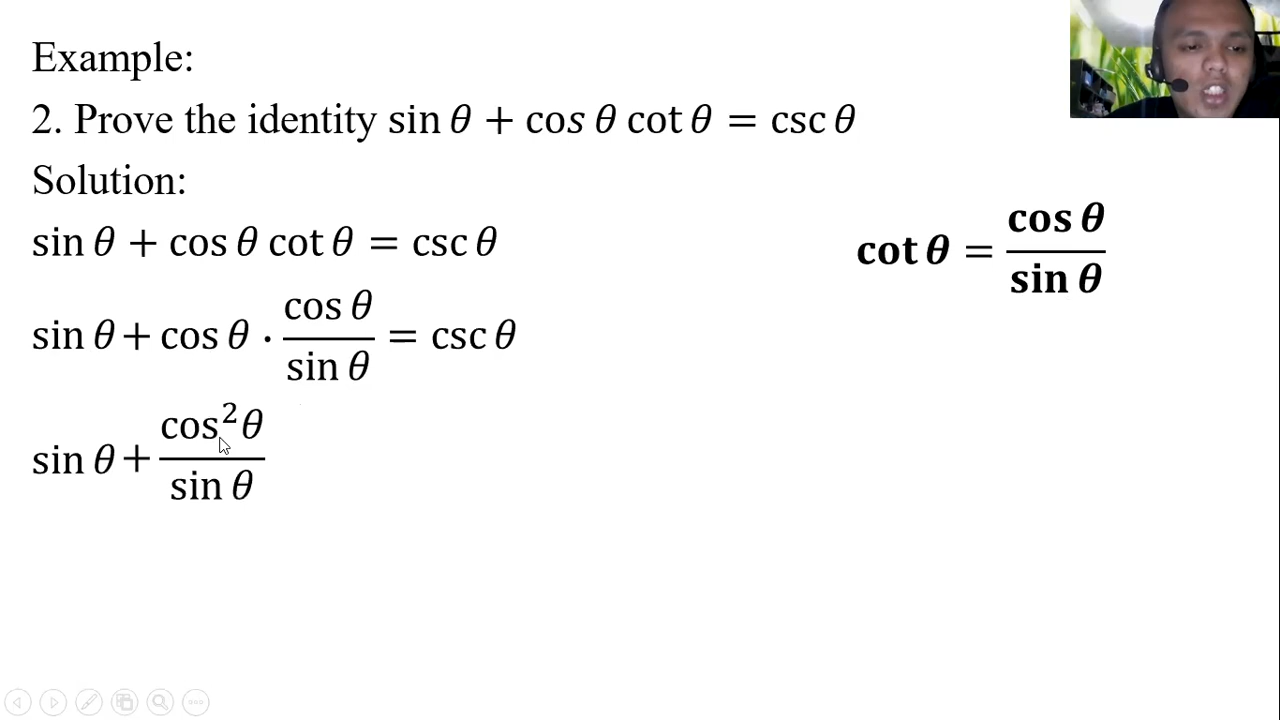 Example:
2. Prove the identity sin θ + cos θ cot θ = csc θ
Solution:
sin θ + cos θ cot θ = csc θ
cot θ = cos θ / sin θ
sin θ + cos θ · cos θ / sin θ = csc θ
sin θ + cos²θ / sin θ